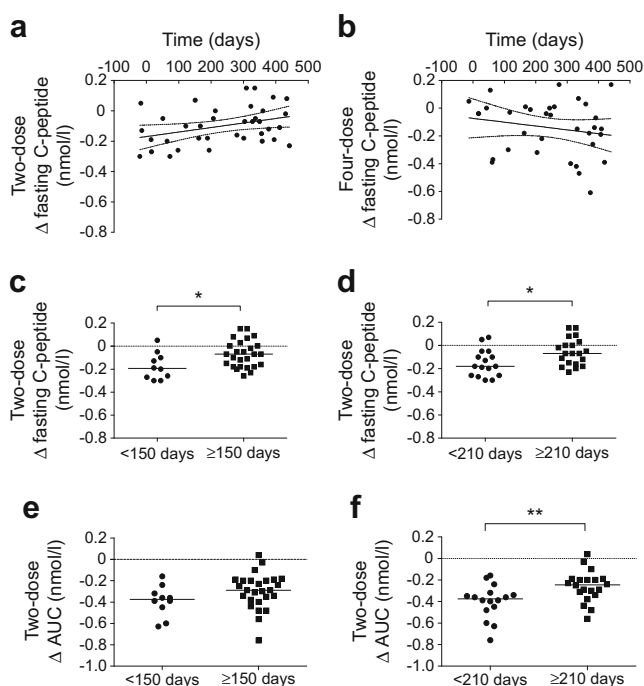 a
Time (days)
-100 0 100 200 300 400 500
0.2
0
-0.2
-0.4
-0.6
-0.8
Two-dose
Δ fasting C-peptide
(nmol/l)
b
Time (days)
-100 0 100 200 300 400 500
0.2
0
-0.2
-0.4
-0.6
-0.8
Four-dose
Δ fasting C-peptide
(nmol/l)
c
*
0.2
0
-0.2
-0.4
-0.6
-0.8
Two-dose
Δ fasting C-peptide
(nmol/l)
<150 days ≥150 days
d
*
0.2
0
-0.2
-0.4
-0.6
-0.8
Two-dose
Δ fasting C-peptide
(nmol/l)
<210 days ≥210 days
e
0.2
0
-0.2
-0.4
-0.6
-0.8
-1.0
Two-dose
Δ AUC (nmol/l)
<150 days ≥150 days
f
**
0.2
0
-0.2
-0.4
-0.6
-0.8
-1.0
Two-dose
Δ AUC (nmol/l)
<210 days ≥210 days